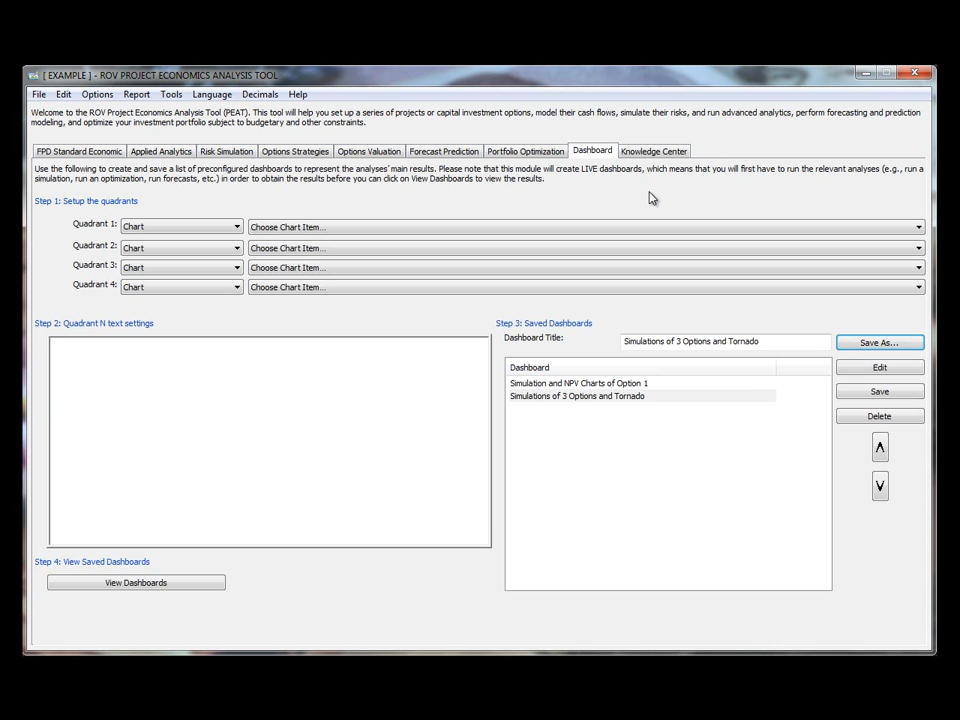 [ EXAMPLE ] - ROV PROJECT ECONOMICS ANALYSIS TOOL
File Edit Options Report Tools Language Decimals Help
Welcome to the ROV Project Economics Analysis Tool (PEAT). This tool will help you set up a series of projects or capital investment options, model their cash flows, simulate their risks, and run advanced analytics, perform forecasting and prediction
modeling, and optimize your investment portfolio subject to budgetary and other constraints.
FPD Standard Economic Applied Analytics Risk Simulation Options Strategies Options Valuation Forecast Prediction Portfolio Optimization Dashboard Knowledge Center
Use the following to create and save a list of preconfigured dashboards to represent the analyses' main results. Please note that this module will create LIVE dashboards, which means that you will first have to run the relevant analyses (e.g., run a
simulation, run an optimization, run forecasts, etc.) in order to obtain the results before you can click on View Dashboards to view the results.
Step 1: Setup the quadrants
Quadrant 1: Chart Choose Chart Item...
Quadrant 2: Chart Choose Chart Item...
Quadrant 3: Chart Choose Chart Item...
Quadrant 4: Chart Choose Chart Item...
Step 2: Quadrant N text settings
Step 3: Saved Dashboards
Dashboard Title: Simulations of 3 Options and Tornado Save As...
Dashboard Edit
Simulation and NPV Charts of Option 1
Simulations of 3 Options and Tornado
Save
Delete
Step 4: View Saved Dashboards
View Dashboards